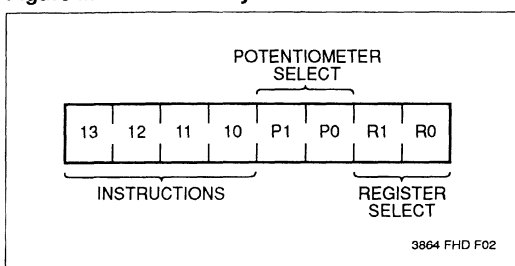 POTENTIOMETER
SELECT
13 12 11 10 P1 P0 R1 R0
INSTRUCTIONS
REGISTER
SELECT
3864 FHD F02